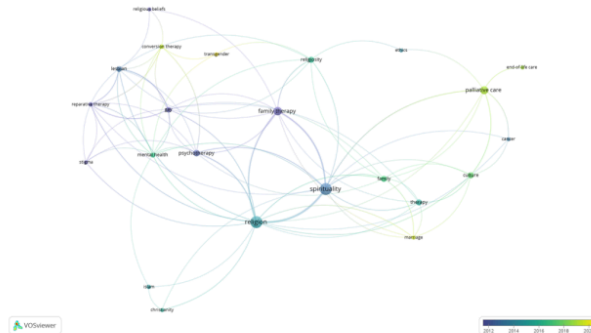 religious beliefs
conversion therapy
transgender
lesbian
religiosity
ethics
end-of-life care
palliative care
reparative therapy
gay
family therapy
cancer
mental health
psychotherapy
stigma
spirituality
family
culture
therapy
religion
marriage
islam
christianity
VOSviewer
2012 2014 2016 2018